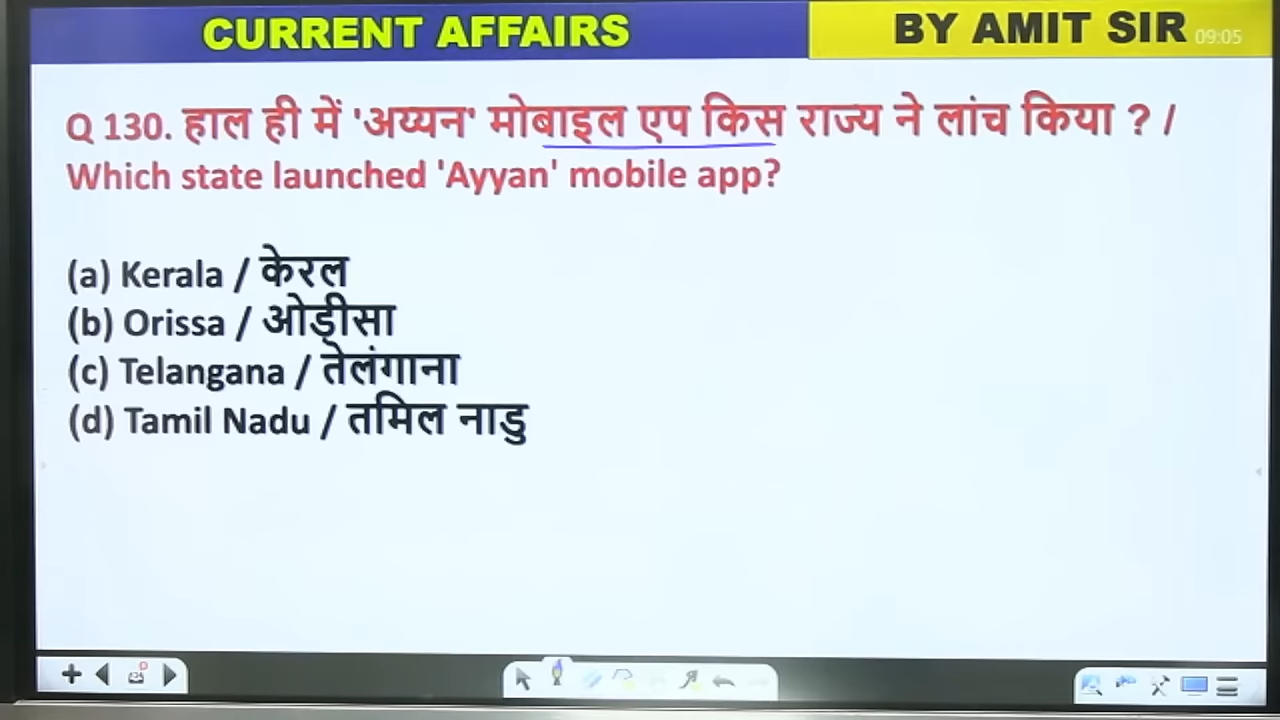 CURRENT AFFAIRS
BY AMIT SIR
09:05
Q 130. हाल ही में 'अय्यन' मोबाइल एप किस राज्य ने लांच किया ? /
Which state launched 'Ayyan' mobile app?
(a) Kerala / केरल
(b) Orissa / ओड़ीसा
(c) Telangana / तेलंगाना
(d) Tamil Nadu / तमिल नाडु